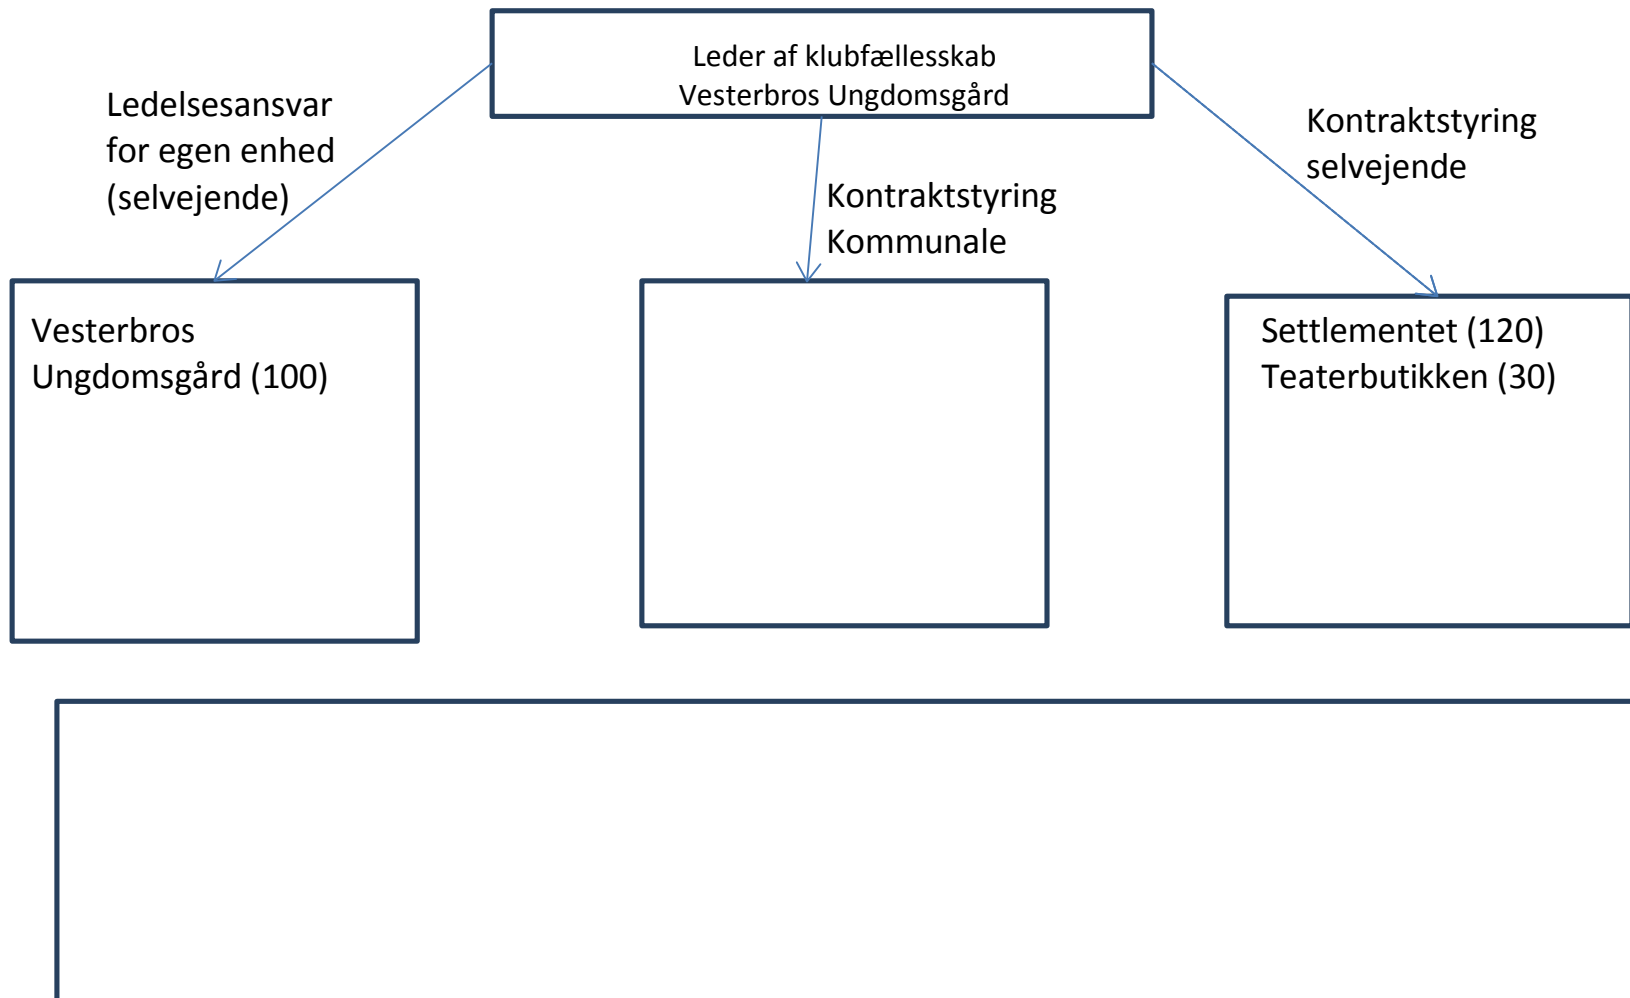 Leder af klubfællesskab
Vesterbros Ungdomsgård
Ledelsesansvar
for egen enhed
(selvejende)
Kontraktstyring
Kommunale
Kontraktstyring
selvejende
Vesterbros
Ungdomsgård (100)
Settlementet (120)
Teaterbutikken (30)